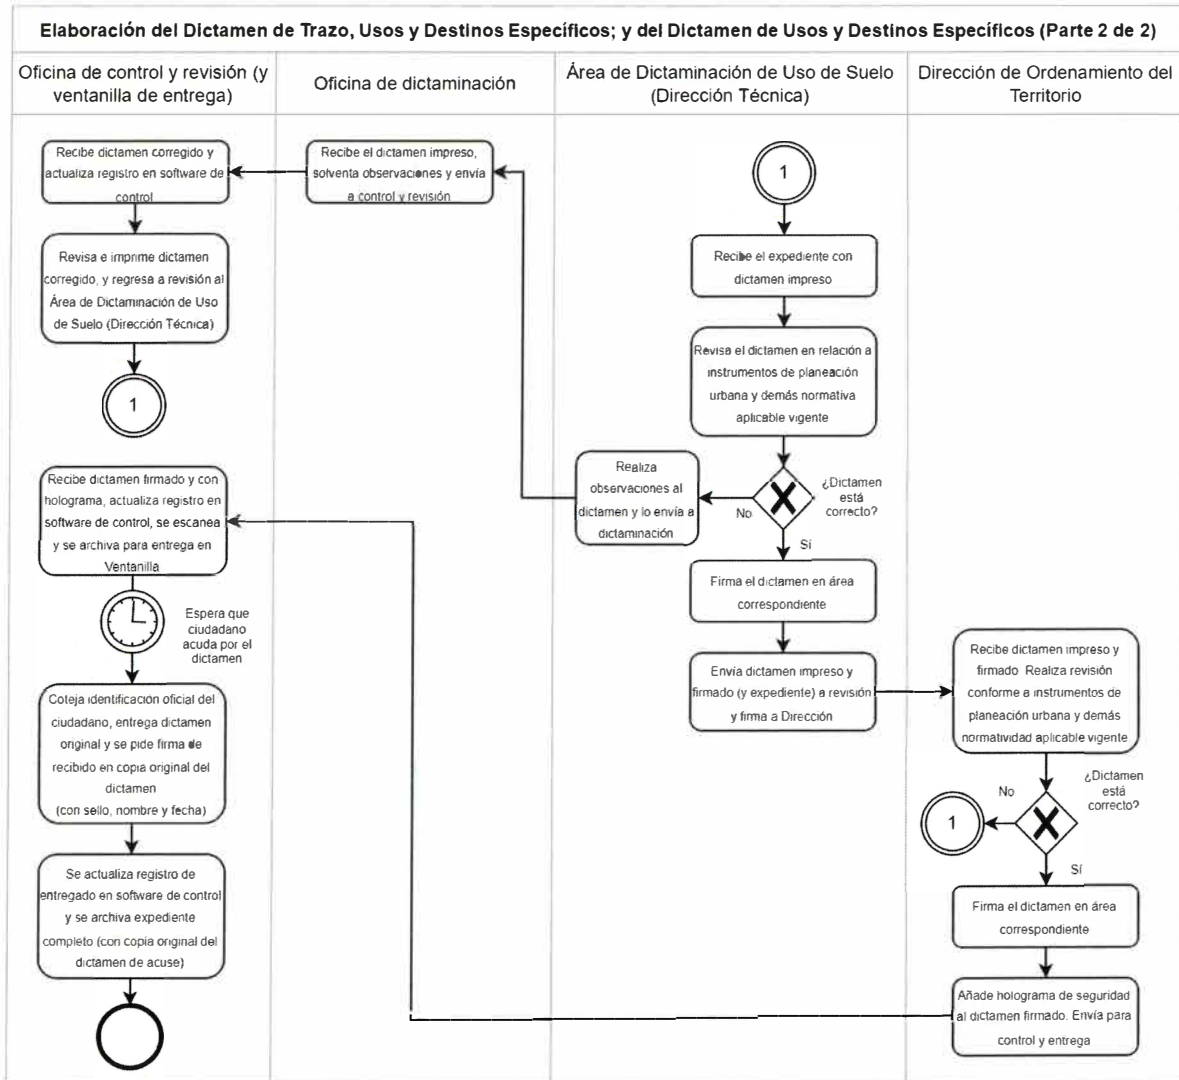 Elaboración del Dictamen de Trazo, Usos y Destinos Específicos; y del Dictamen de Usos y Destinos Específicos (Parte 2 de 2)
Oficina de control y revisión (y
ventanilla de entrega)
Oficina de dictaminación
Área de Dictaminación de Uso de Suelo
(Dirección Técnica)
Dirección de Ordenamiento del
Territorio
Recibe dictamen corregido y
actualiza registro en software de
control
Revisa e imprime dictamen
corregido, y regresa a revisión al
Área de Dictaminación de Uso
de Suelo (Dirección Técnica)
1
Recibe dictamen firmado y con
holograma, actualiza registro en
software de control, se escanea
y se archiva para entrega en
Ventanilla
Espera que
ciudadano
acuda por el
dictamen
Coteja identificación oficial del
ciudadano, entrega dictamen
original y se pide firma de
recibido en copia original del
dictamen
(con sello, nombre y fecha)
Se actualiza registro de
entregado en software de control
y se archiva expediente
completo (con copia original del
dictamen de acuse)
Recibe el dictamen impreso,
solventa observaciones y envía
a control y revisión
1
Recibe el expediente con
dictamen impreso
Revisa el dictamen en relación a
instrumentos de planeación
urbana y demás normativa
aplicable vigente
¿Dictamen
está
correcto?
No
Realiza
observaciones al
dictamen y lo envía a
dictaminación
Sí
Firma el dictamen en área
correspondiente
Envía dictamen impreso y
firmado (y expediente) a revisión
y firma a Dirección
Recibe dictamen impreso y
firmado Realiza revisión
conforme a instrumentos de
planeación urbana y demás
normatividad aplicable vigente
¿Dictamen
está
correcto?
No
1
Sí
Firma el dictamen en área
correspondiente
Añade holograma de seguridad
al dictamen firmado. Envía para
control y entrega